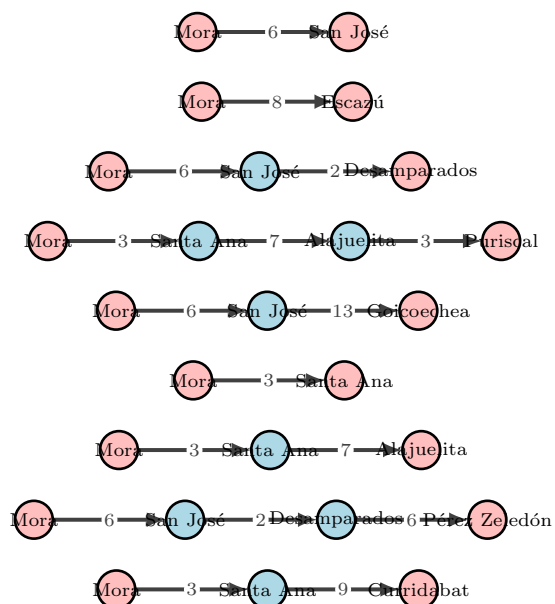 Mora 6 San José
Mora 8 Escazú
Mora 6 San José 2 Desamparados
Mora 3 Santa Ana 7 Alajuelita 3 Puriscal
Mora 6 San José 13 Goicoechea
Mora 3 Santa Ana
Mora 3 Santa Ana 7 Alajuelita
Mora 6 San José 2 Desamparados 6 Pérez Zeledón
Mora 3 Santa Ana 9 Curridabat